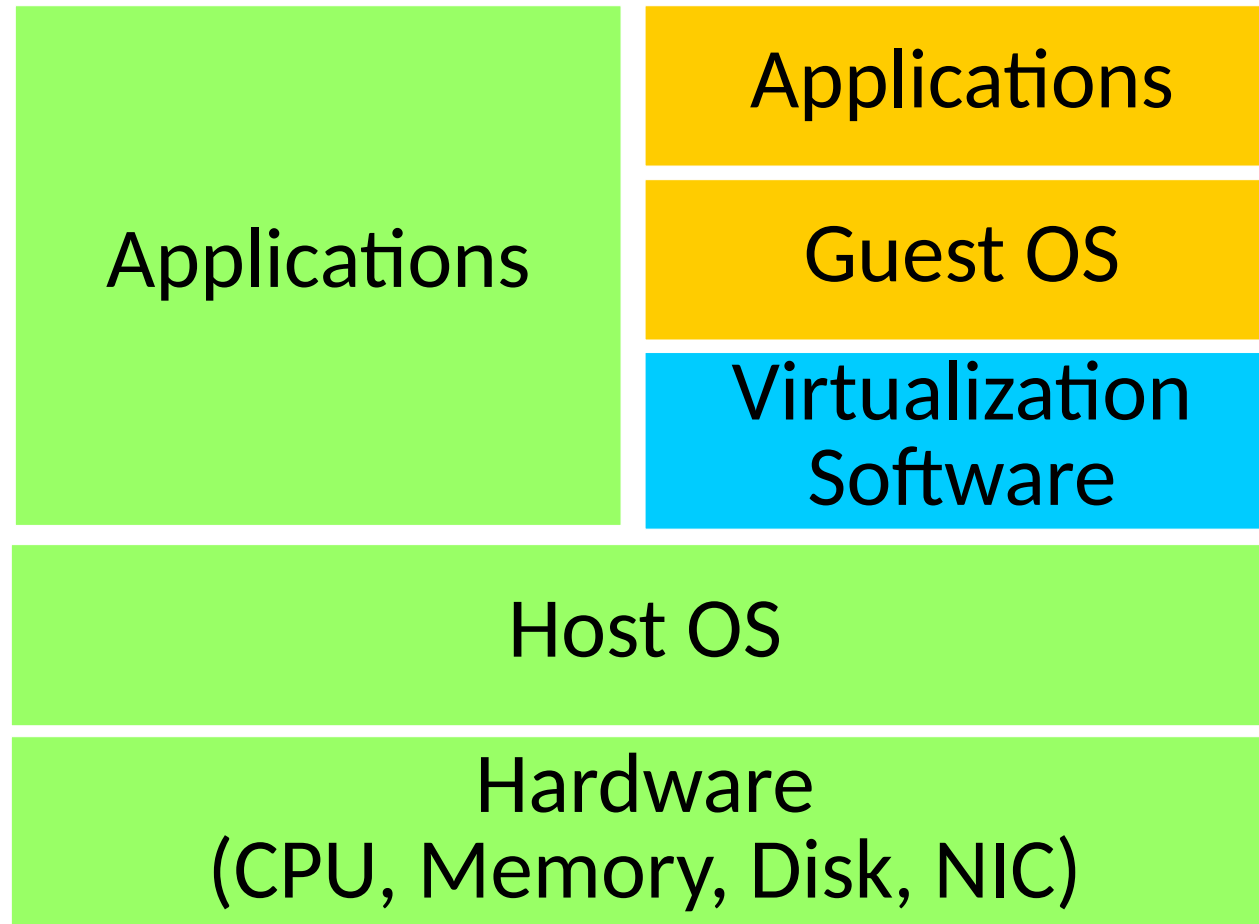 Applications
Applications
Guest OS
Virtualization
Software
Host OS
Hardware
(CPU, Memory, Disk, NIC)